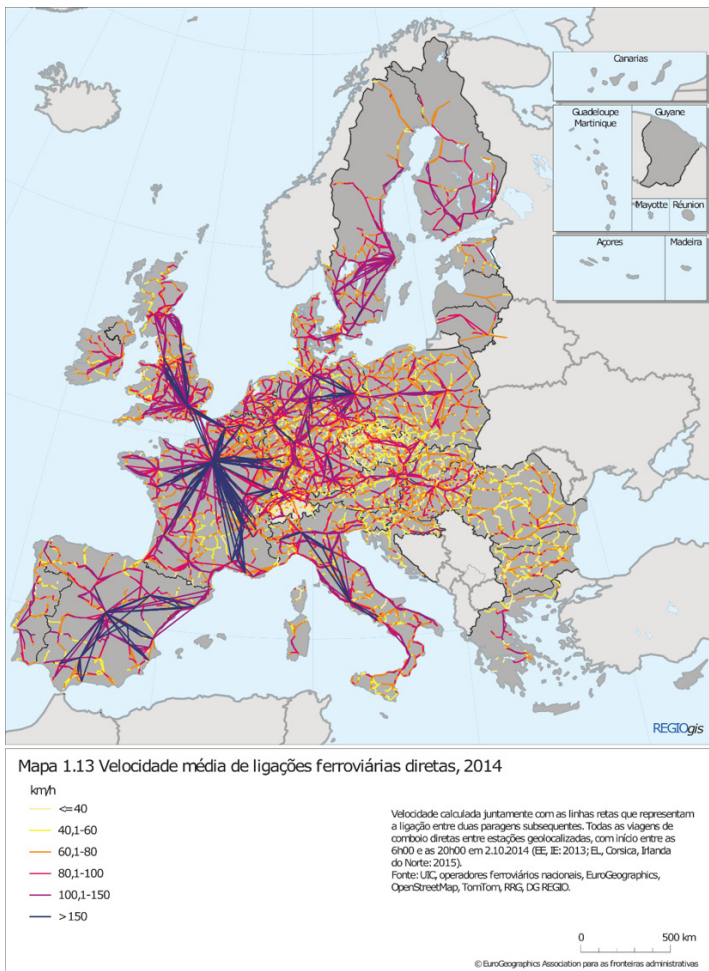 Canarias
Guadeloupe
Martinique
Guyane
Mayotte
Réunion
Açores
Madeira
REGIOgis
Mapa 1.13 Velocidade média de ligações ferroviárias diretas, 2014
km/h
<= 40
40,1-60
60,1-80
80,1-100
100,1-150
> 150
Velocidade calculada juntamente com as linhas retas que representam
a ligação entre duas paragens subsequentes. Todas as viagens de
comboio diretas entre estações geolocalizadas, com início entre as
6h00 e as 20h00 em 2.10.2014 (EE, IE: 2013; EL, Corsica, Irlanda
do Norte: 2015).
Fonte: UIC, operadores ferroviários nacionais, EuroGeographics,
OpenStreetMap, TomTom, RRG, DG REGIO.
0 500 km
© EuroGeographics Association para as fronteiras administrativas